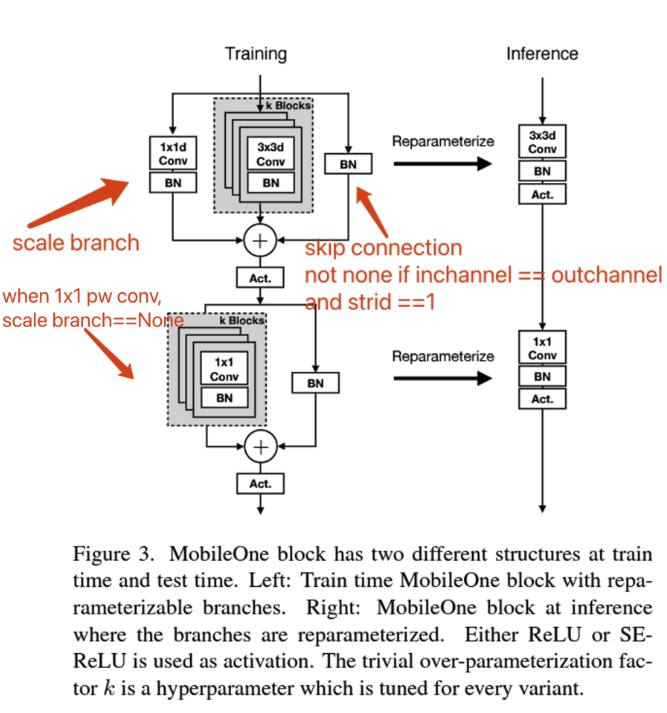 Training
Inference
k Blocks
1x1d
Conv
BN
3x3d
Conv
BN
BN
Reparameterize
3x3d
Conv
BN
Act.
scale branch
+
skip connection
not none if inchannel == outchannel
and strid ==1
Act.
when 1x1 pw conv,
scale branch==None
k Blocks
1x1
Conv
BN
BN
Reparameterize
1x1
Conv
BN
Act.
+
Act.
Figure 3. MobileOne block has two different structures at train
time and test time. Left: Train time MobileOne block with repa-
rameterizable branches. Right: MobileOne block at inference
where the branches are reparameterized. Either ReLU or SE-
ReLU is used as activation. The trivial over-parameterization fac-
tor k is a hyperparameter which is tuned for every variant.